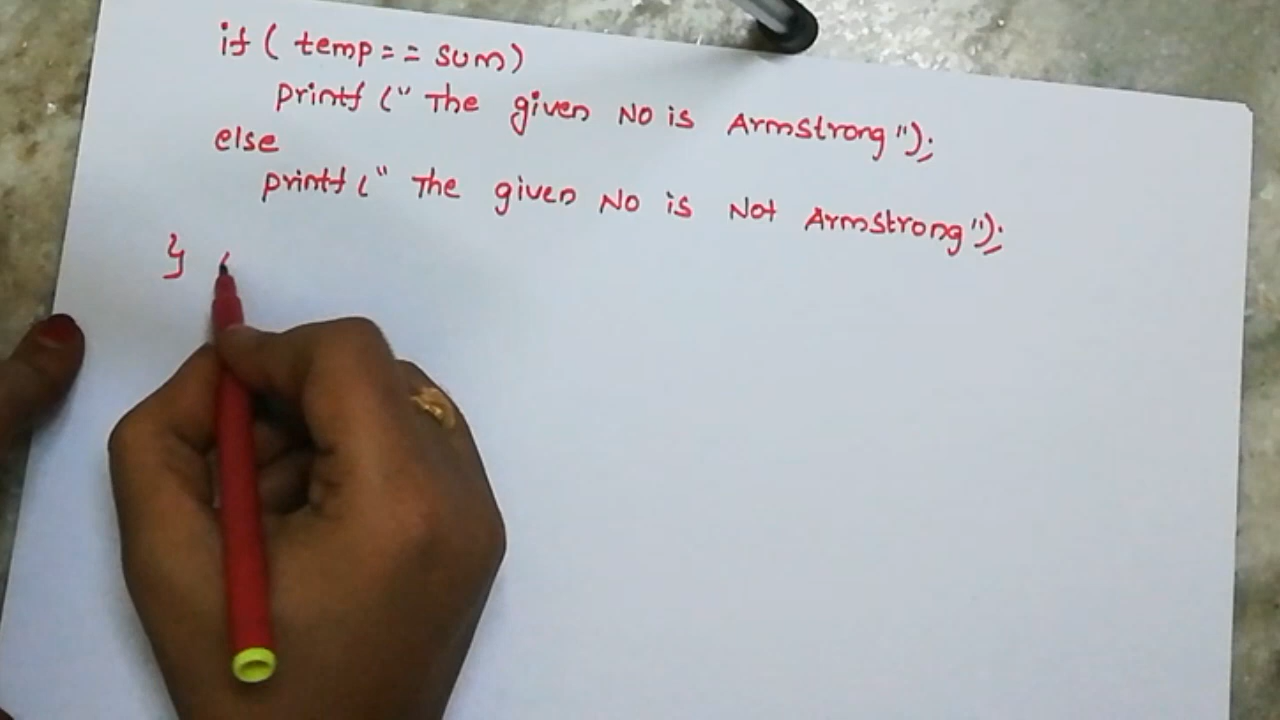 if ( temp == sum)
printf (" The given No is Armstrong");
else
printf (" The given No is Not Armstrong");
}